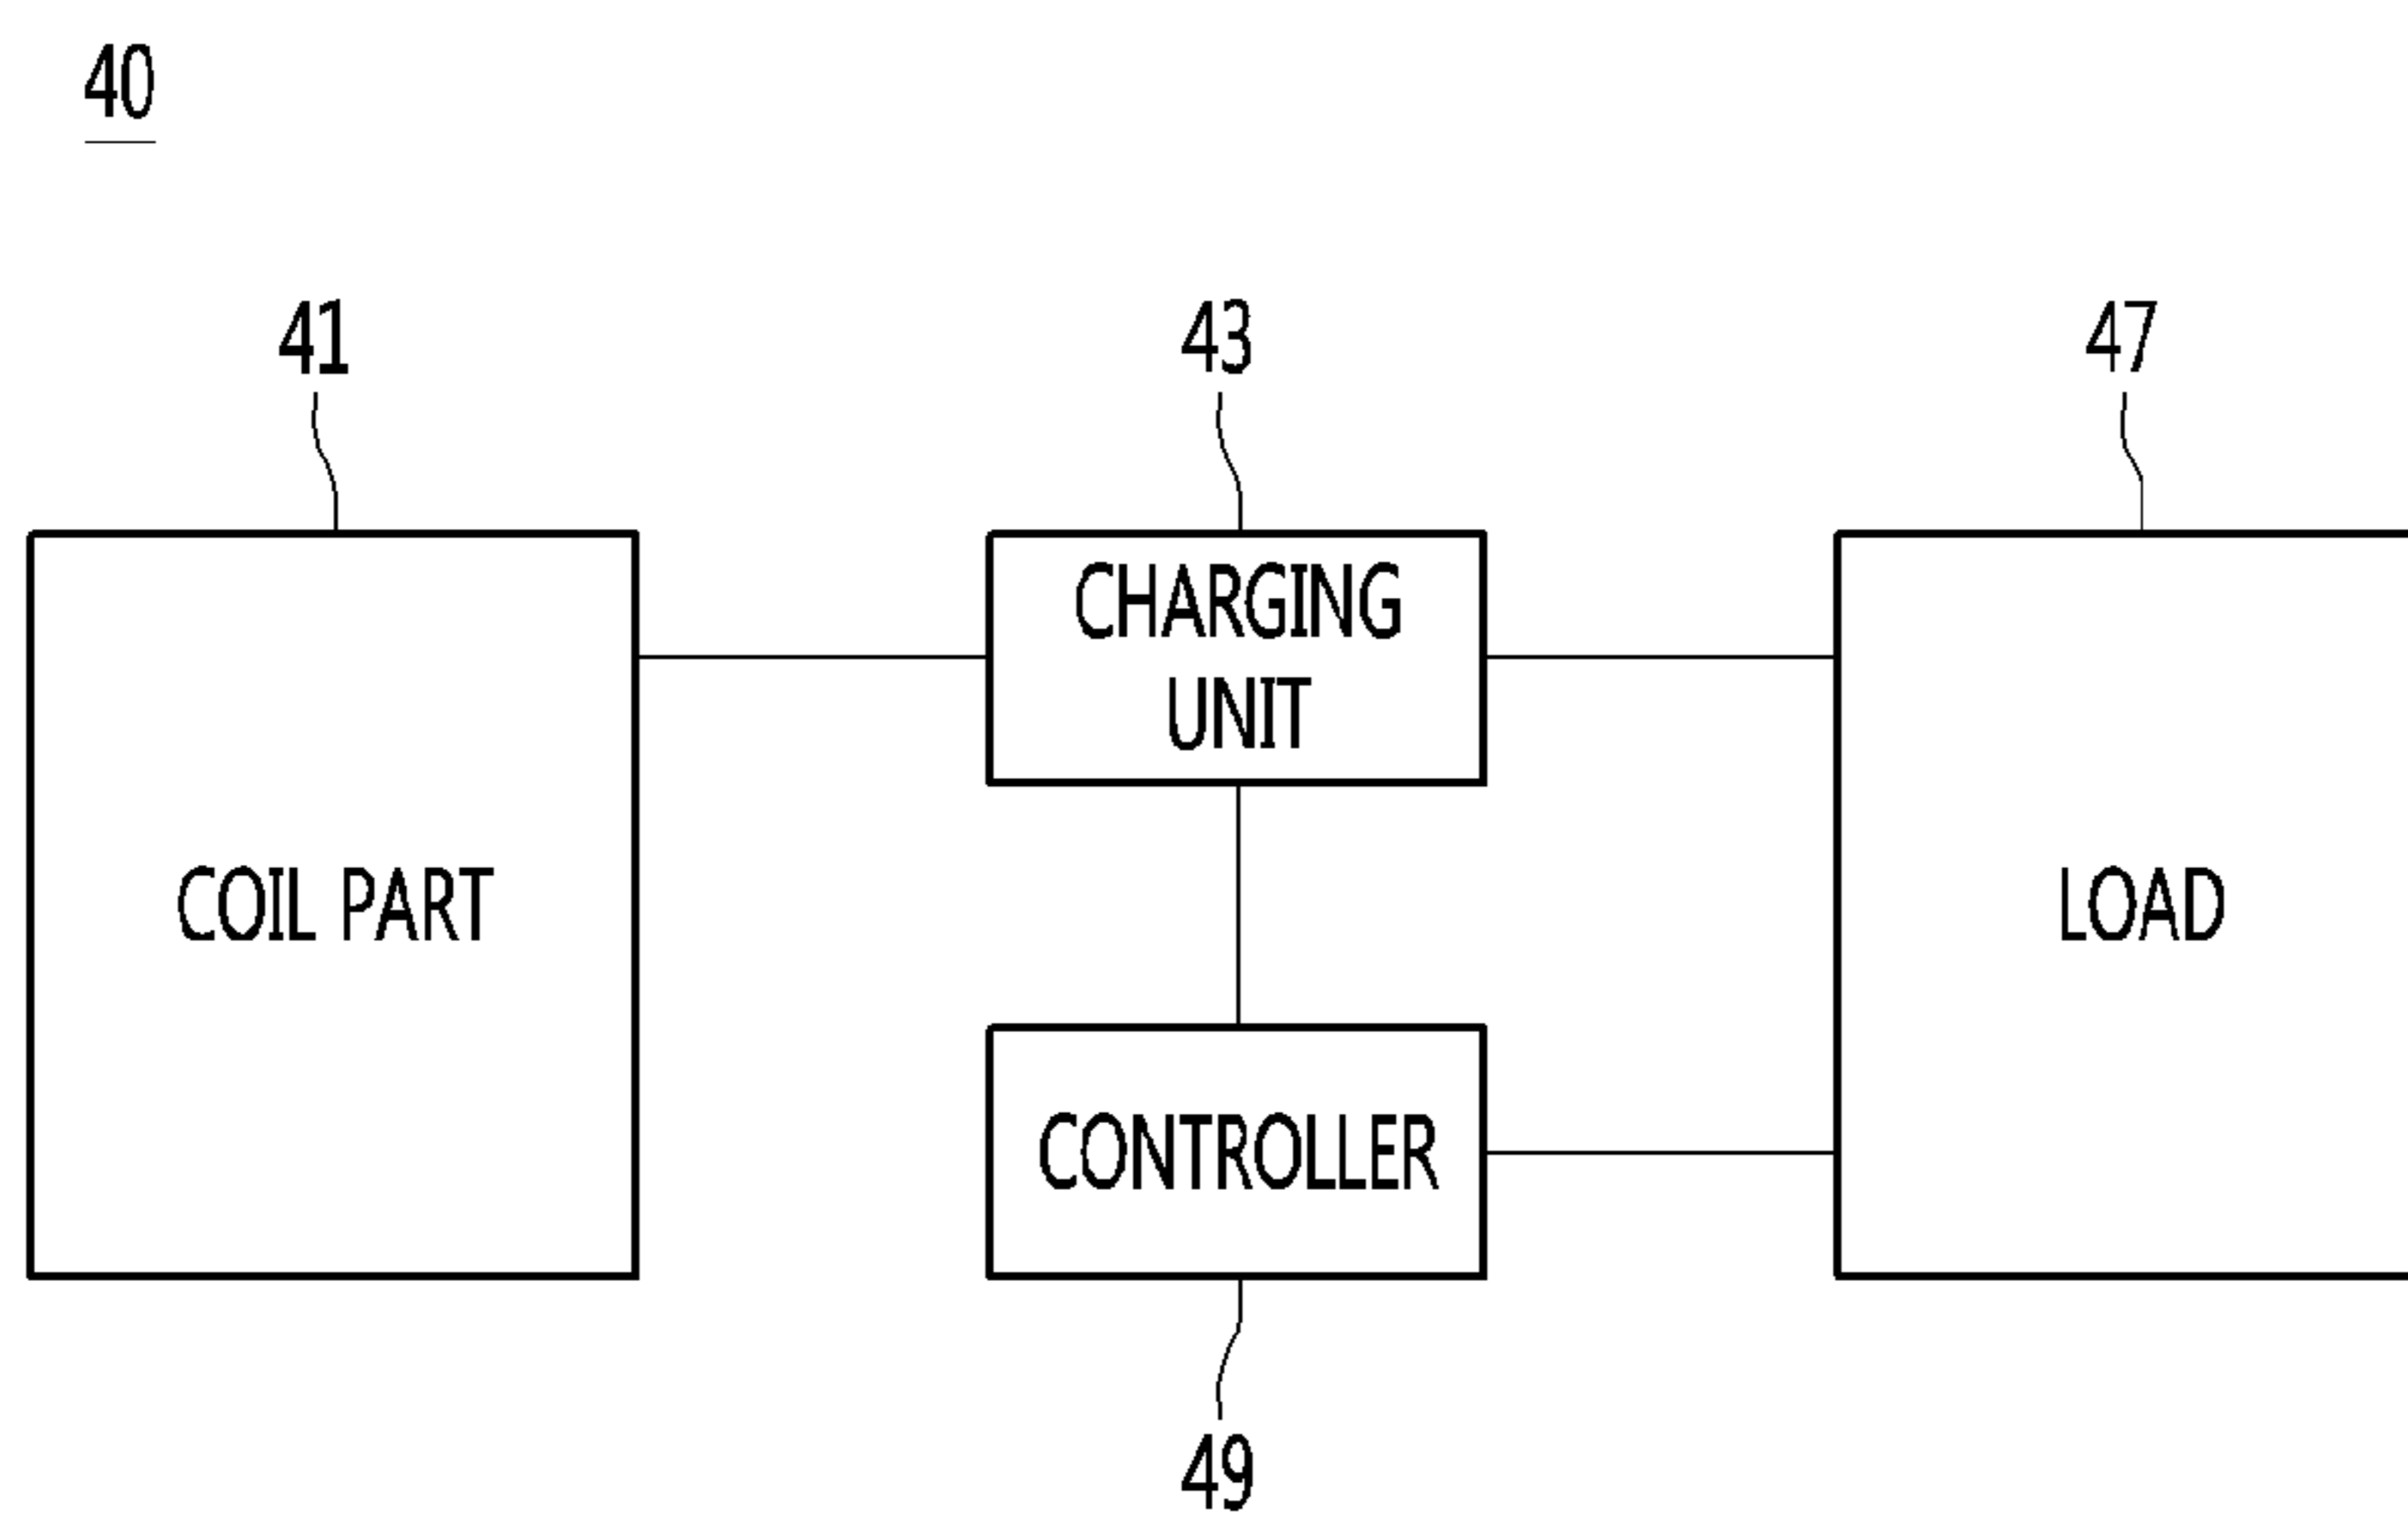 40
41
43
47
CHARGING
UNIT
COIL PART
LOAD
CONTROLLER
49